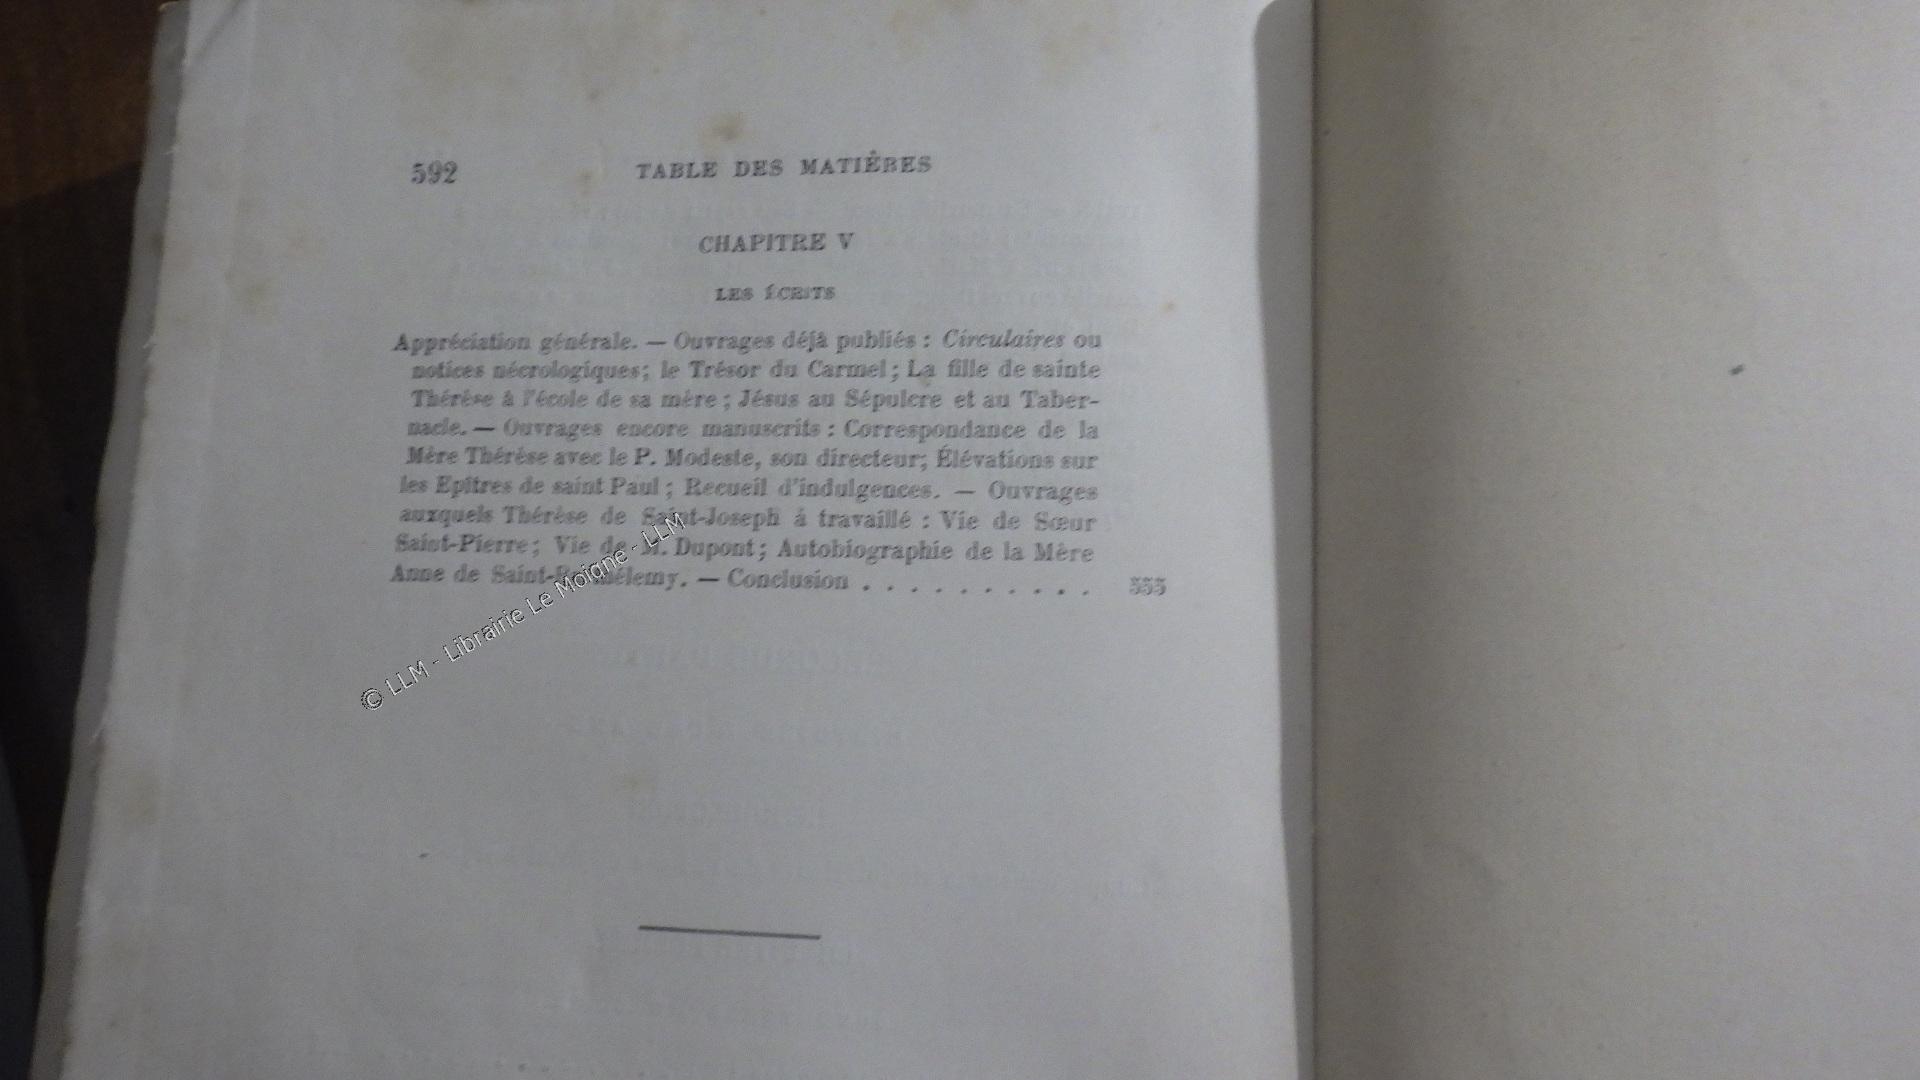 592 TABLE DES MATIÈRES
CHAPITRE V
LES ÉCRITS
Appréciation générale. — Ouvrages déjà publiés : Circulaires ou
notices nécrologiques; le Trésor du Carmel; La fille de sainte
Thérèse à l'école de sa mère; Jésus au Sépulcre et au Taber-
nacle. — Ouvrages encore manuscrits : Correspondance de la
Mère Thérèse avec le P. Modeste, son directeur; Élévations sur
les Epîtres de saint Paul; Recueil d'indulgences. — Ouvrages
auxquels Thérèse de Saint-Joseph à travaillé : Vie de Sœur
Saint-Pierre; Vie de M. Dupont; Autobiographie de la Mère
Anne de Saint-Barthélemy. — Conclusion . . . . . . . . . . 555
© LLM - Librairie Le Moigne - LLM